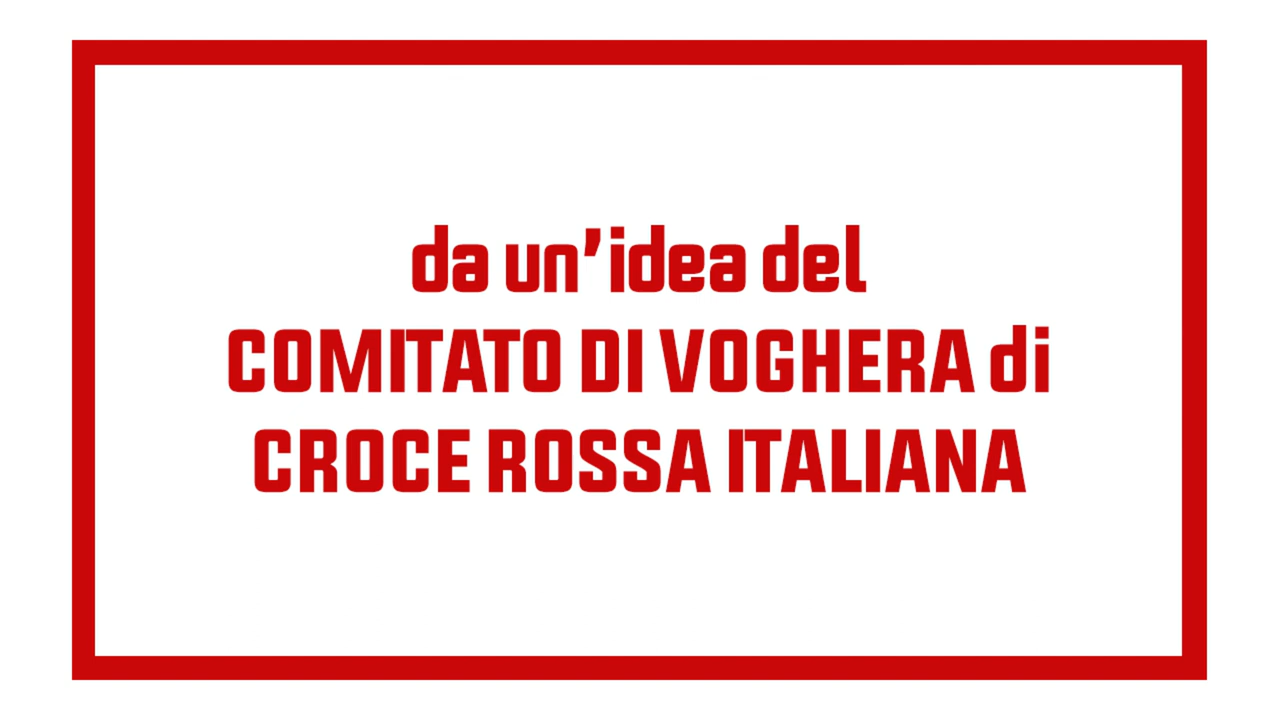 da un'idea del
COMITATO DI VOGHERA di
CROCE ROSSA ITALIANA